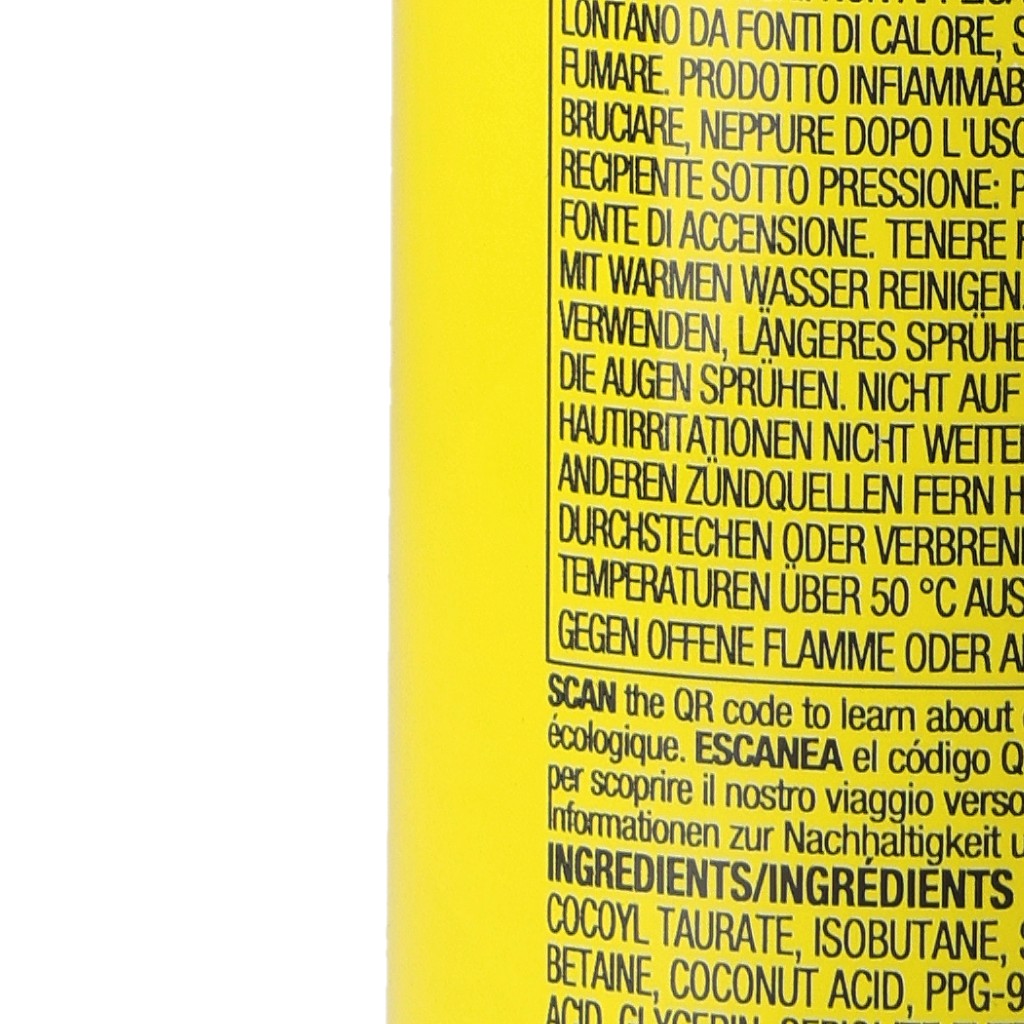 LONTANO DA FONTI DI CALORE,
FUMARE. PRODOTTO INFIAMMAB
BRUCIARE, NEPPURE DOPO L'USO
RECIPIENTE SOTTO PRESSIONE: P
FONTE DI ACCENSIONE. TENERE F
MIT WARMEN WASSER REINIGEN.
VERWENDEN, LÄNGERES SPRÜHE
DIE AUGEN SPRÜHEN. NICHT AUF
HAUTIRRITATIONEN NICHT WEITE
ANDEREN ZÜNDQUELLEN FERN H
DURCHSTECHEN ODER VERBREN
TEMPERATUREN ÜBER 50 °C AUS
GEGEN OFFENE FLAMME ODER A
SCAN the QR code to learn about
écologique. ESCANEA el código Q
per scoprire il nostro viaggio verso
Informationen zur Nachhaltigkeit u
INGREDIENTS/INGRÉDIENTS
COCOYL TAURATE, ISOBUTANE,
BETAINE, COCONUT ACID, PPG-9
ACID, GLYCERIN,